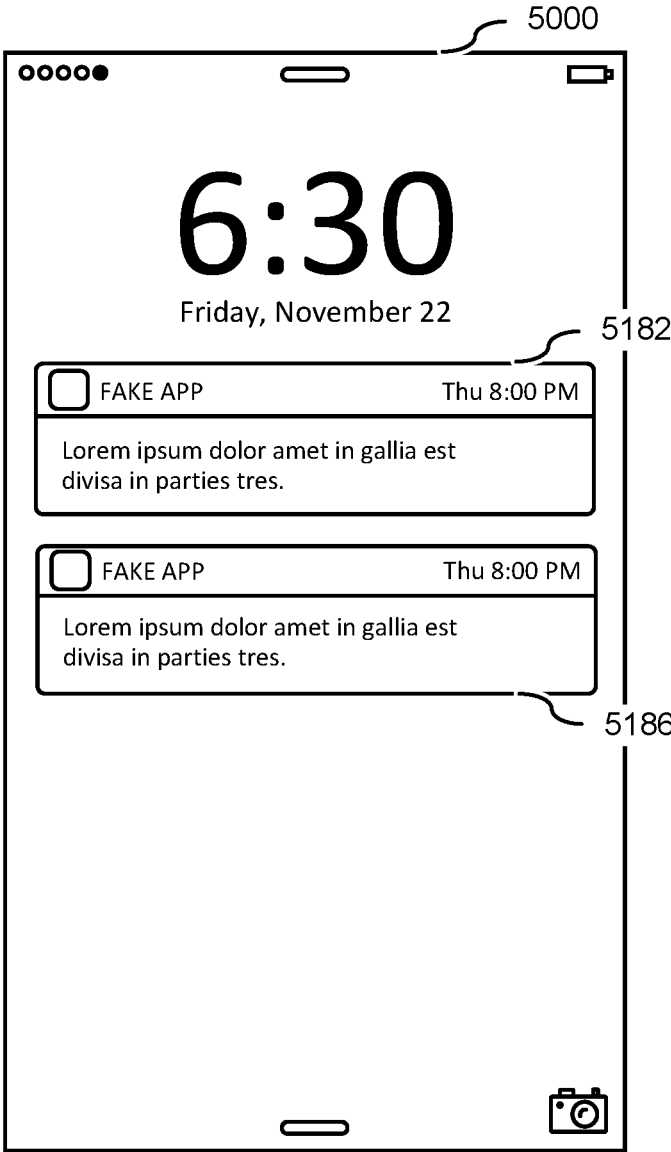 5000
6:30
Friday, November 22
5182
FAKE APP Thu 8:00 PM
Lorem ipsum dolor amet in gallia est
divisa in parties tres.
FAKE APP Thu 8:00 PM
Lorem ipsum dolor amet in gallia est
divisa in parties tres.
5186